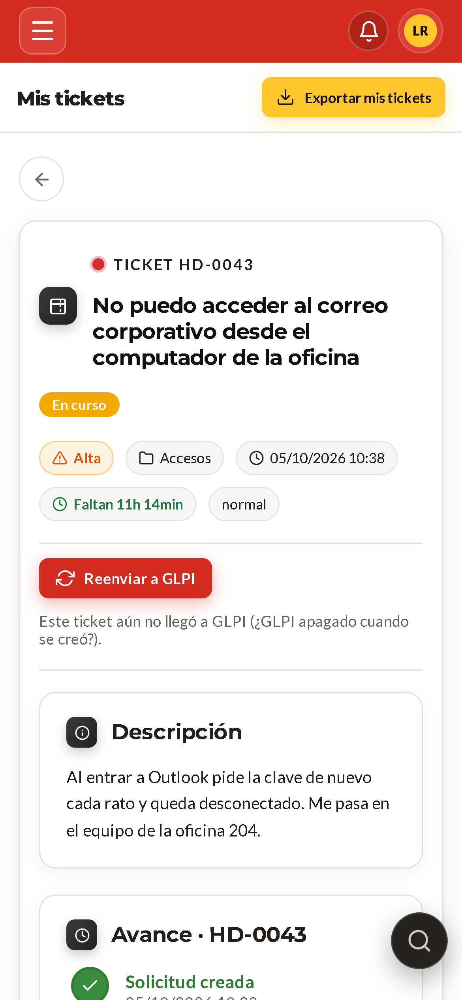 LR
Mis tickets
Exportar mis tickets
TICKET HD-0043
No puedo acceder al correo
corporativo desde el
computador de la oficina
En curso
Alta
Accesos
05/10/2026 10:38
Faltan 11h 14min
normal
Reenviar a GLPI
Este ticket aún no llegó a GLPI (¿GLPI apagado cuando
se creó?).
Descripción
Al entrar a Outlook pide la clave de nuevo
cada rato y queda desconectado. Me pasa en
el equipo de la oficina 204.
Avance · HD-0043
Solicitud creada